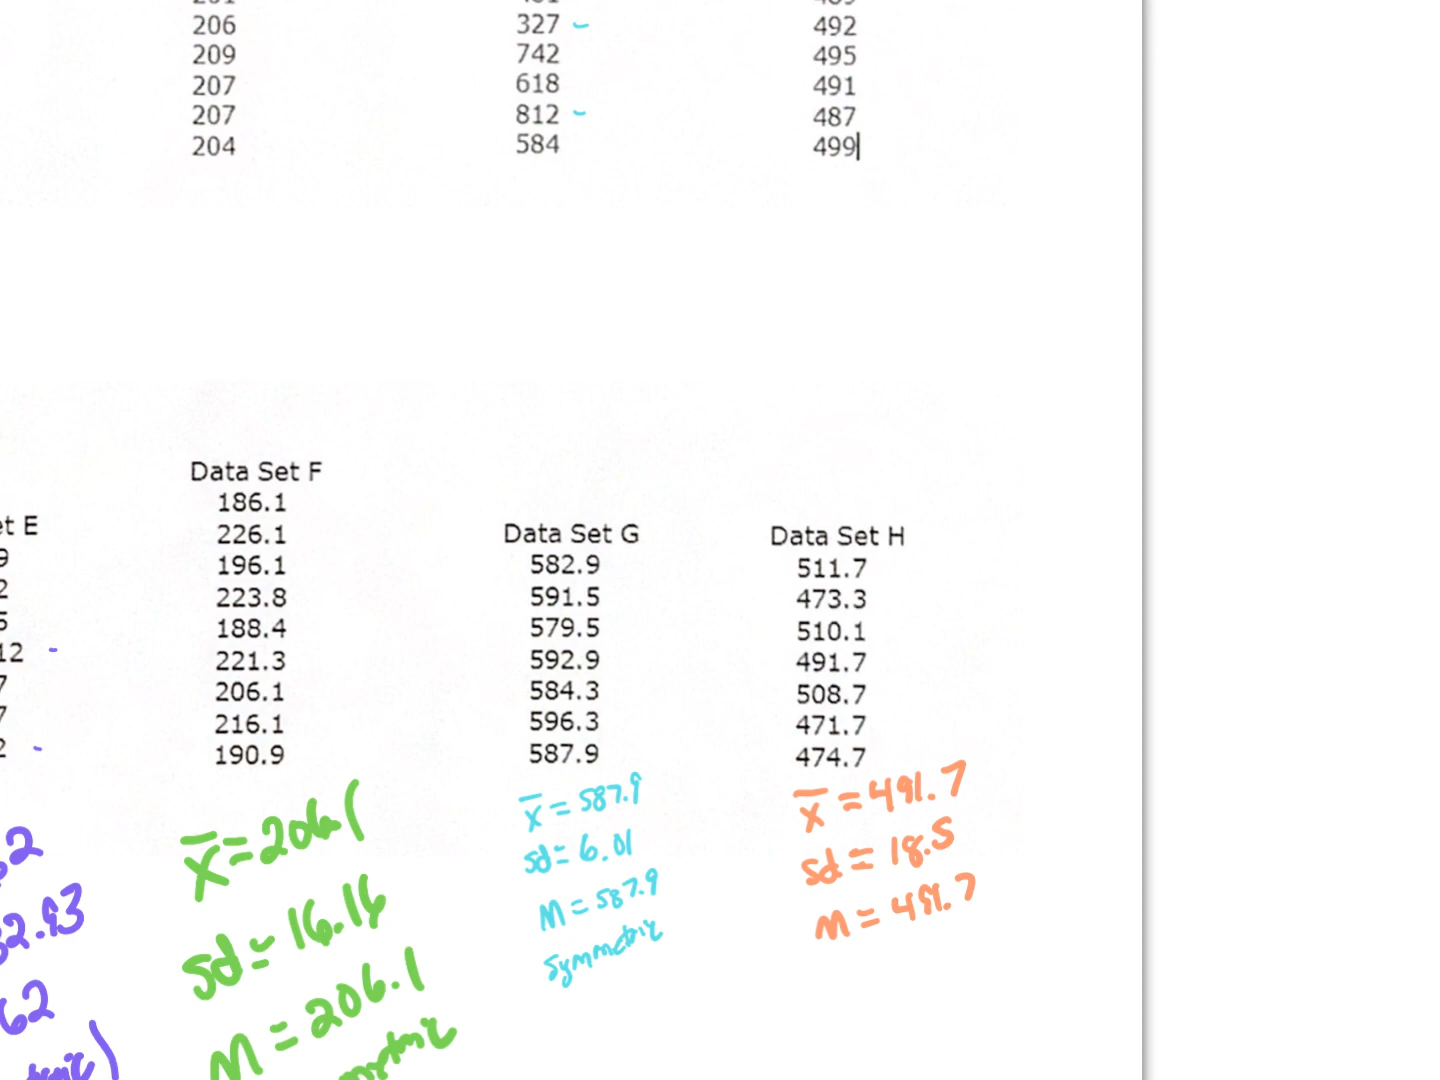 206 327 492
209 742 495
207 618 491
207 812 487
204 584 499
Data Set F
186.1
226.1
196.1
223.8
188.4
221.3
206.1
216.1
190.9
x̅ = 206.1
sd = 16.16
M = 206.1
Data Set G
582.9
591.5
579.5
592.9
584.3
596.3
587.9
x̅ = 587.9
sd = 6.01
M = 587.9
symmetric
Data Set H
511.7
473.3
510.1
491.7
508.7
471.7
474.7
x̅ = 491.7
sd = 18.5
M = 491.7